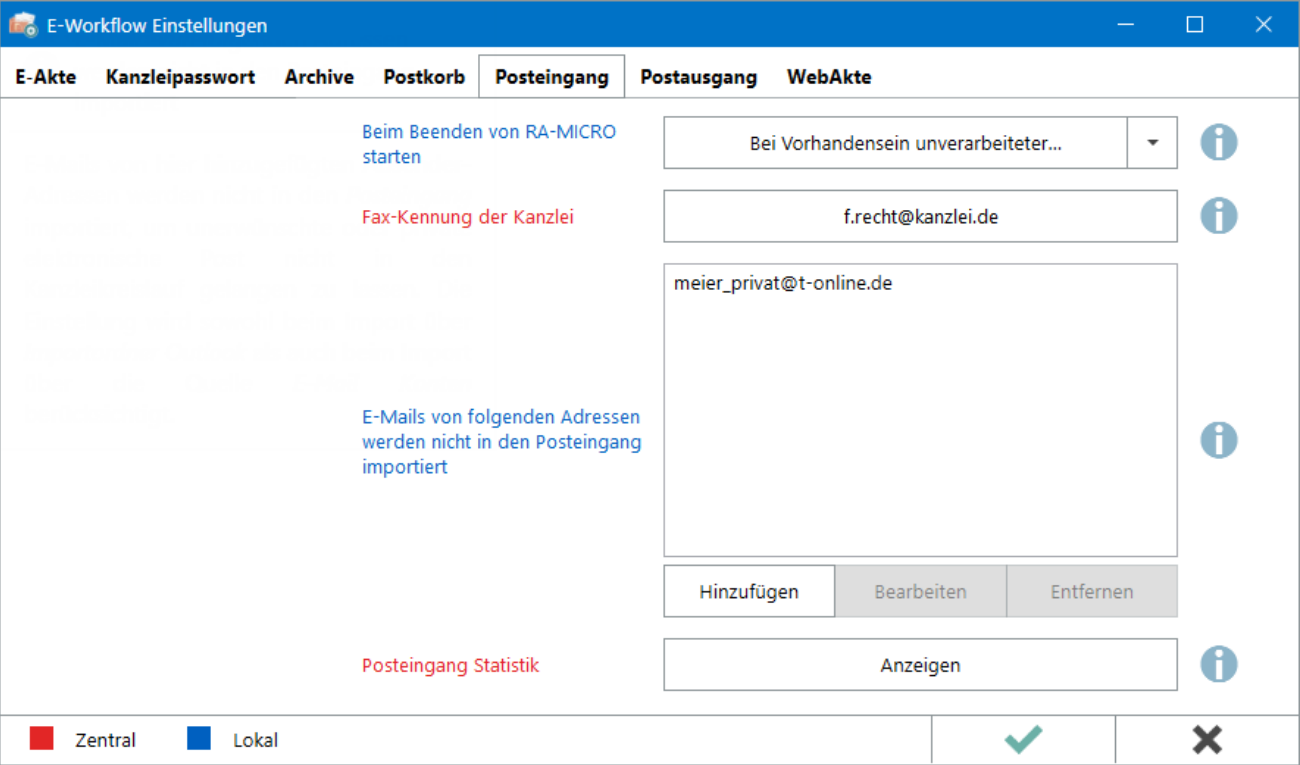 E-Workflow Einstellungen
E-Akte Kanzleipasswort Archive Postkorb Posteingang Postausgang WebAkte
Beim Beenden von RA-MICRO
starten
Bei Vorhandensein unverarbeiteter...
Fax-Kennung der Kanzlei
f.recht@kanzlei.de
meier_privat@t-online.de
E-Mails von folgenden Adressen
werden nicht in den Posteingang
importiert
Hinzufügen Bearbeiten Entfernen
Posteingang Statistik
Anzeigen
Zentral Lokal